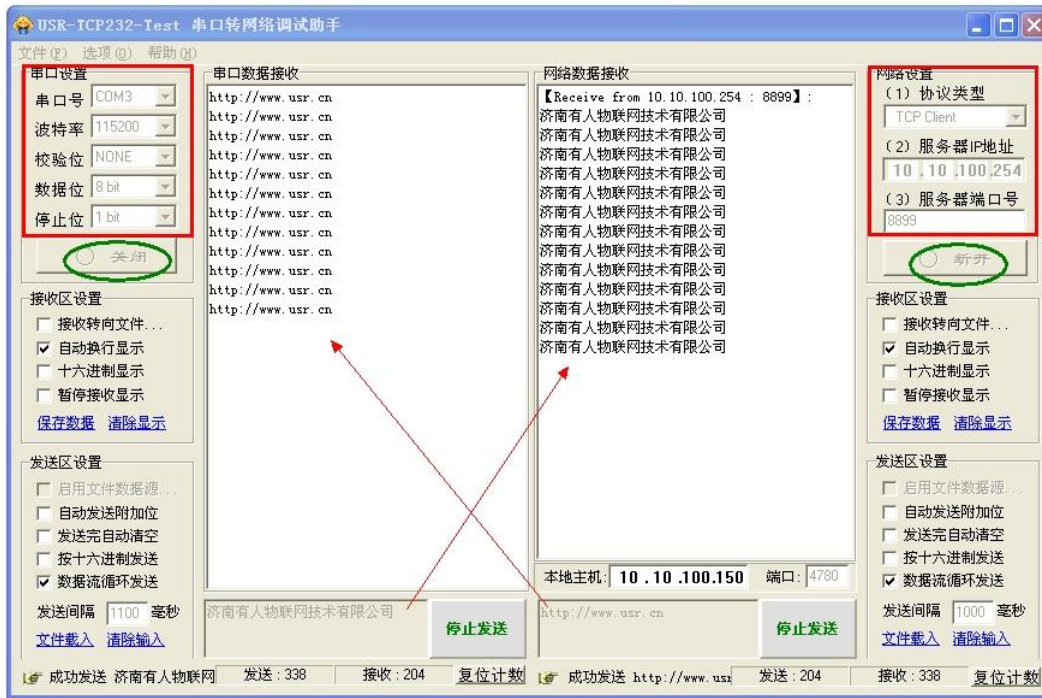 USR-TCP232-Test 串口转网络调试助手
文件(F) 选项(O) 帮助(H)
串口设置
串口号 COM3
波特率 115200
校验位 NONE
数据位 8 bit
停止位 1 bit
关闭
接收区设置
接收转向文件...
自动换行显示
十六进制显示
暂停接收显示
保存数据 清除显示
发送区设置
启用文件数据源...
自动发送附加位
发送完自动清空
按十六进制发送
数据流循环发送
发送间隔 1100 毫秒
文件载入 清除输入
串口数据接收
http://www.usr.cn
http://www.usr.cn
http://www.usr.cn
http://www.usr.cn
http://www.usr.cn
http://www.usr.cn
http://www.usr.cn
http://www.usr.cn
http://www.usr.cn
http://www.usr.cn
http://www.usr.cn
http://www.usr.cn
济南有人物联网技术有限公司
停止发送
网络数据接收
【Receive from 10.10.100.254 : 8899】:
济南有人物联网技术有限公司
济南有人物联网技术有限公司
济南有人物联网技术有限公司
济南有人物联网技术有限公司
济南有人物联网技术有限公司
济南有人物联网技术有限公司
济南有人物联网技术有限公司
济南有人物联网技术有限公司
济南有人物联网技术有限公司
济南有人物联网技术有限公司
济南有人物联网技术有限公司
济南有人物联网技术有限公司
济南有人物联网技术有限公司
本地主机: 10 .10 .100.150 端口: 4780
http://www.usr.cn
停止发送
网络设置
(1) 协议类型
TCP Client
(2) 服务器IP地址
10 .10 .100.254
(3) 服务器端口号
8899
断开
接收区设置
接收转向文件...
自动换行显示
十六进制显示
暂停接收显示
保存数据 清除显示
发送区设置
启用文件数据源...
自动发送附加位
发送完自动清空
按十六进制发送
数据流循环发送
发送间隔 1000 毫秒
文件载入 清除输入
成功发送 济南有人物联网 发送:338 接收:204 复位计数
成功发送 http://www.usr 发送:204 接收:338 复位计数